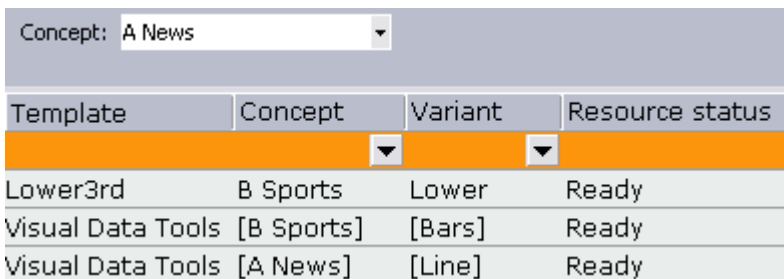 Concept: A News
Template Concept Variant Resource status
Lower3rd B Sports Lower Ready
Visual Data Tools [B Sports] [Bars] Ready
Visual Data Tools [A News] [Line] Ready